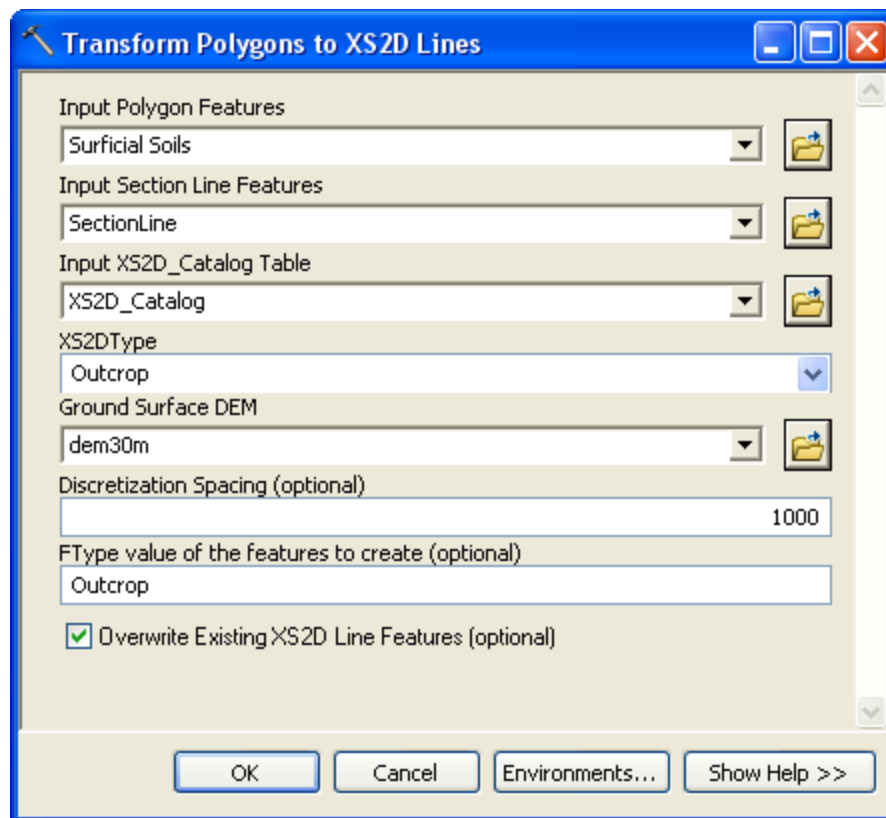 Transform Polygons to XS2D Lines
Input Polygon Features
Surficial Soils
Input Section Line Features
SectionLine
Input XS2D_Catalog Table
XS2D_Catalog
XS2DType
Outcrop
Ground Surface DEM
dem30m
Discretization Spacing (optional)
1000
FType value of the features to create (optional)
Outcrop
Overwrite Existing XS2D Line Features (optional)
OK
Cancel
Environments...
Show Help >>